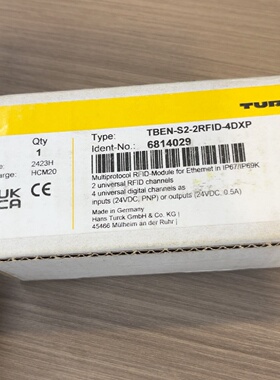 TURCK
Qty
1
Type: TBEN-S2-2RFID-4DXP
Ident-No.: 6814029
2423H
HCM20
Multiprotocol RFID-Module for Ethernet in IP67/IP69K
2 universal RFID channels
4 universal digital channels as
inputs (24VDC, PNP) or outputs (24VDC, 0.5A)
UK
CA
CE
Made in Germany
Hans Turck GmbH & Co. KG |
45466 Mülheim an der Ruhr |